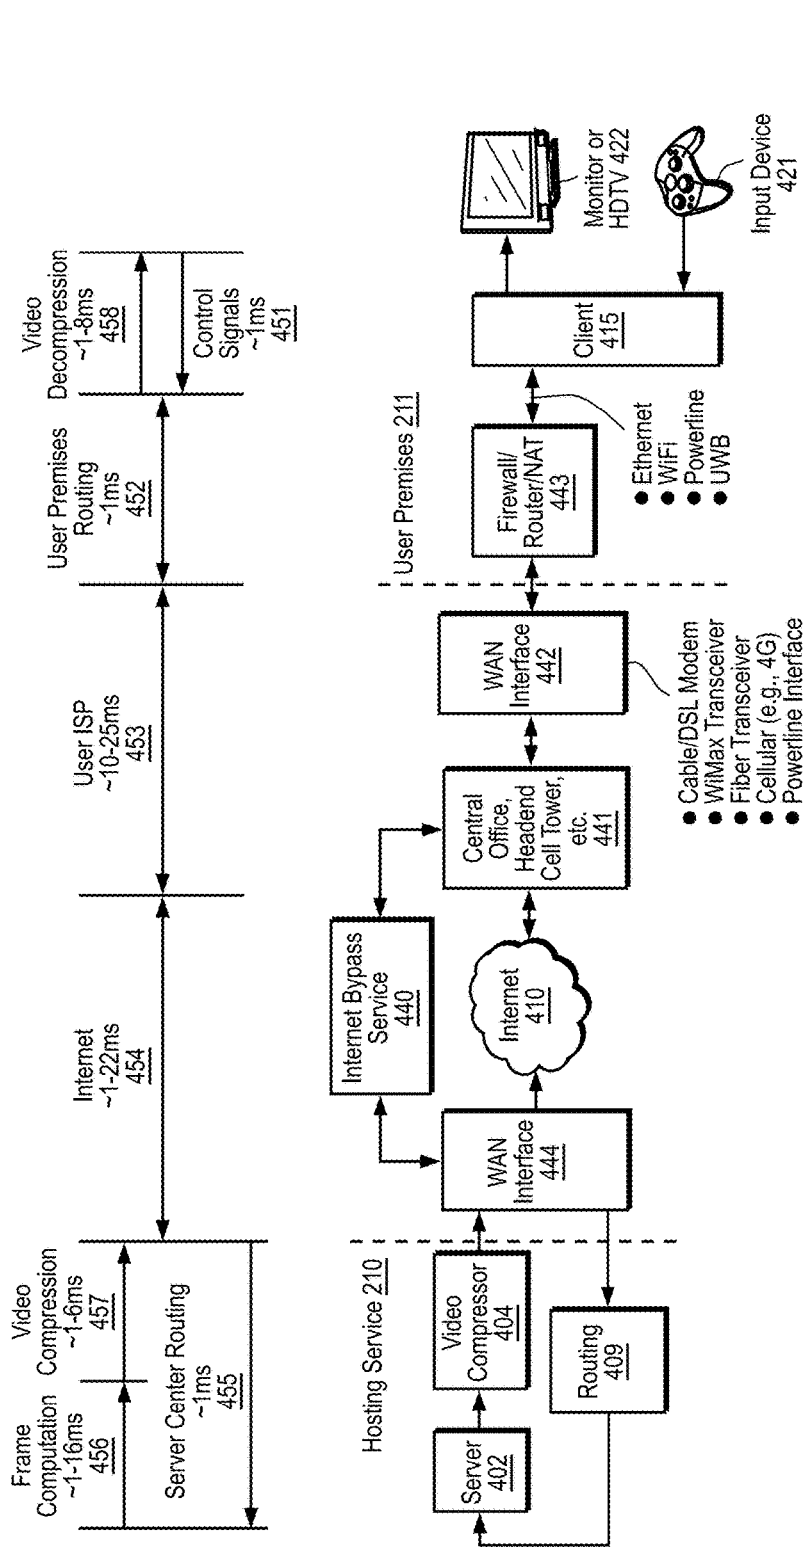 Frame
Computation
~1-16ms
456
Video
Compression
~1-6ms
457
Server Center Routing
~1ms
455
Internet
~1-22ms
454
User ISP
~10-25ms
453
User Premises
Routing
~1ms
452
Video
Decompression
~1-8ms
458
Control
Signals
~1ms
451
Hosting Service 210
Server
402
Video
Compressor
404
Routing
409
WAN
Interface
444
Internet Bypass
Service
440
Internet
410
Central
Office,
Headend
Cell Tower,
etc.
441
WAN
Interface
442
● Cable/DSL Modem
● WiMax Transceiver
● Fiber Transceiver
● Cellular (e.g., 4G)
● Powerline Interface
User Premises 211
Firewall/
Router/NAT
443
● Ethernet
● WiFi
● Powerline
● UWB
Client
415
Monitor or
HDTV 422
Input Device
421